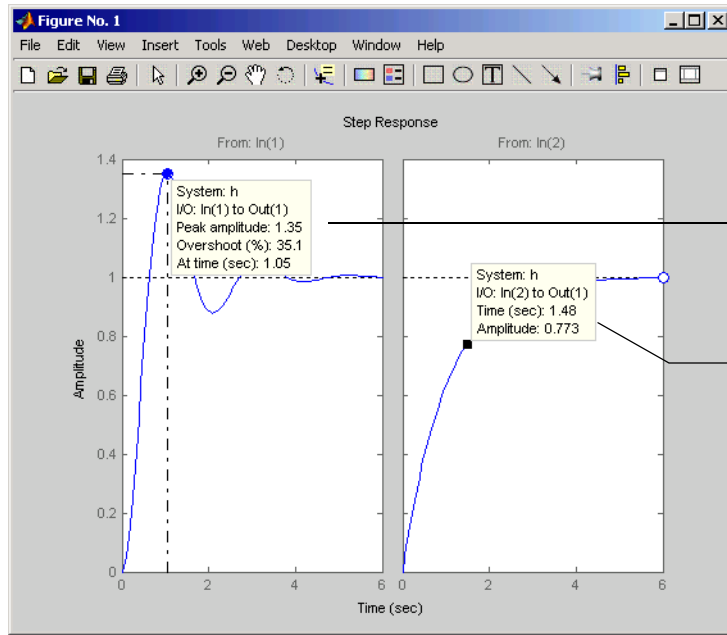 Figure No. 1
File Edit View Insert Tools Web Desktop Window Help
Step Response
From: In(1)
From: In(2)
1.4
1.2
1
0.8
0.6
0.4
0.2
0
Amplitude
System: h
I/O: In(1) to Out(1)
Peak amplitude: 1.35
Overshoot (%): 35.1
At time (sec): 1.05
System: h
I/O: In(2) to Out(1)
Time (sec): 1.48
Amplitude: 0.773
0 2 4 6 0 2 4 6
Time (sec)